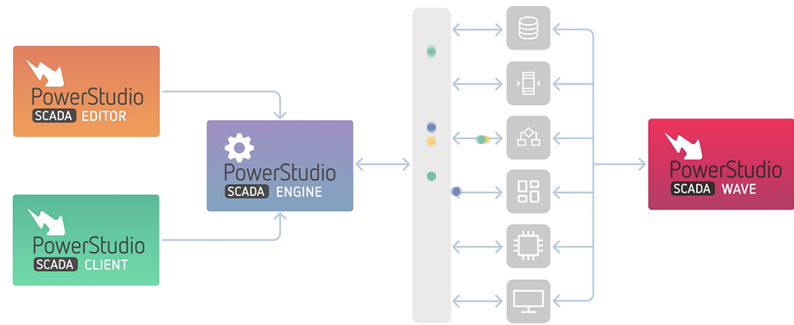 PowerStudio
SCADA EDITOR
PowerStudio
SCADA ENGINE
PowerStudio
SCADA CLIENT
PowerStudio
SCADA WAVE